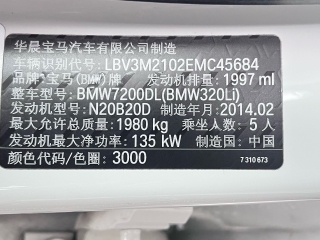 华晨宝马汽车有限公司制造
车辆识别代号: LBV3M2102EMC45684
品牌:宝马(BMW)牌 发动机排量: 1997 ml
整车型号: BMW7200DL(BMW320Li)
发动机型号: N20B20D 制造年月: 2014.02
最大允许总质量: 1980 kg 乘坐人数: 5 人
发动机最大净功率: 135 kW 制造国: 中国
颜色代码/色圈: 3000
7 310 673